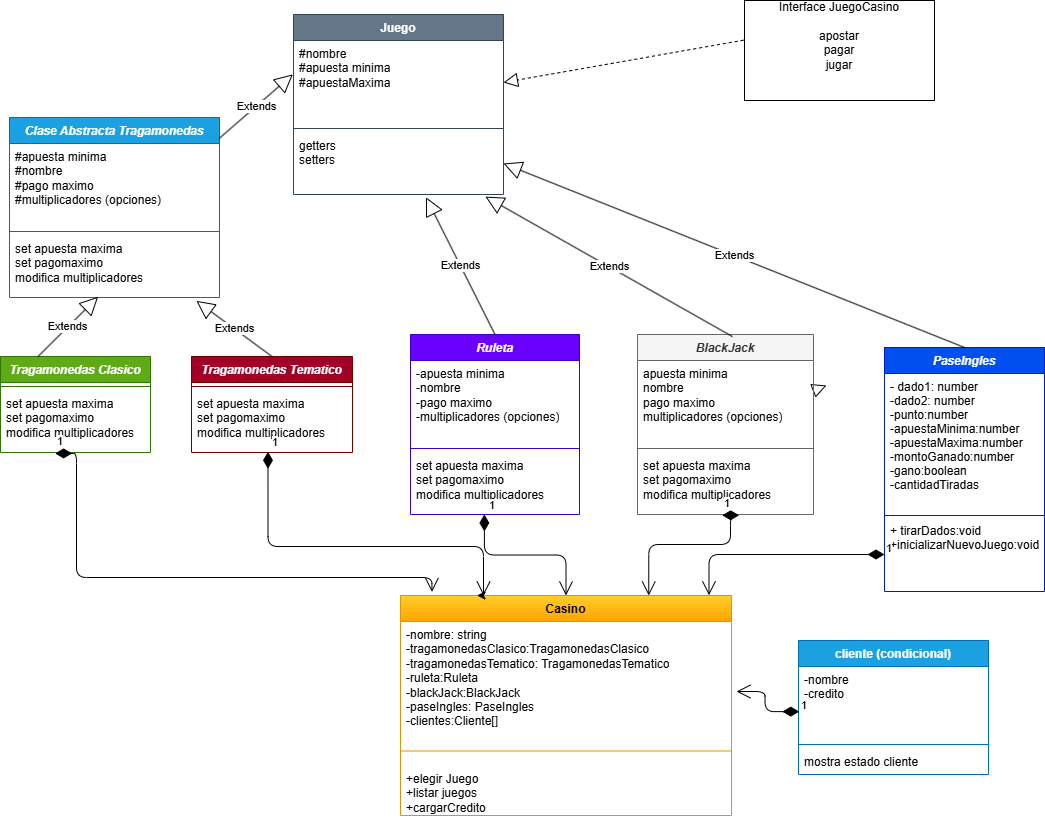 Interface JuegoCasino
apostar
pagar
jugar
Juego
#nombre
#apuesta minima
#apuestaMaxima
getters
setters
Extends
Clase Abstracta Tragamonedas
#apuesta minima
#nombre
#pago maximo
#multiplicadores (opciones)
set apuesta maxima
set pagomaximo
modifica multiplicadores
Extends
Extends
Extends
Extends
Extends
Tragamonedas Clasico
set apuesta maxima
set pagomaximo
modifica multiplicadores
1
Tragamonedas Tematico
set apuesta maxima
set pagomaximo
modifica multiplicadores
1
Ruleta
-apuesta minima
-nombre
-pago maximo
-multiplicadores (opciones)
set apuesta maxima
set pagomaximo
modifica multiplicadores
1
BlackJack
apuesta minima
nombre
pago maximo
multiplicadores (opciones)
set apuesta maxima
set pagomaximo
modifica multiplicadores
1
PaseIngles
- dado1: number
-dado2: number
-punto:number
-apuestaMinima:number
-apuestaMaxima:number
-montoGanado:number
-gano:boolean
-cantidadTiradas
+ tirarDados:void
+inicializarNuevoJuego:void
1
Casino
-nombre: string
-tragamonedasClasico:TragamonedasClasico
-tragamonedasTematico: TragamonedasTematico
-ruleta:Ruleta
-blackJack:BlackJack
-paseIngles: PaseIngles
-clientes:Cliente[]
+elegir Juego
+listar juegos
+cargarCredito
cliente (condicional)
-nombre
-credito
1
mostra estado cliente